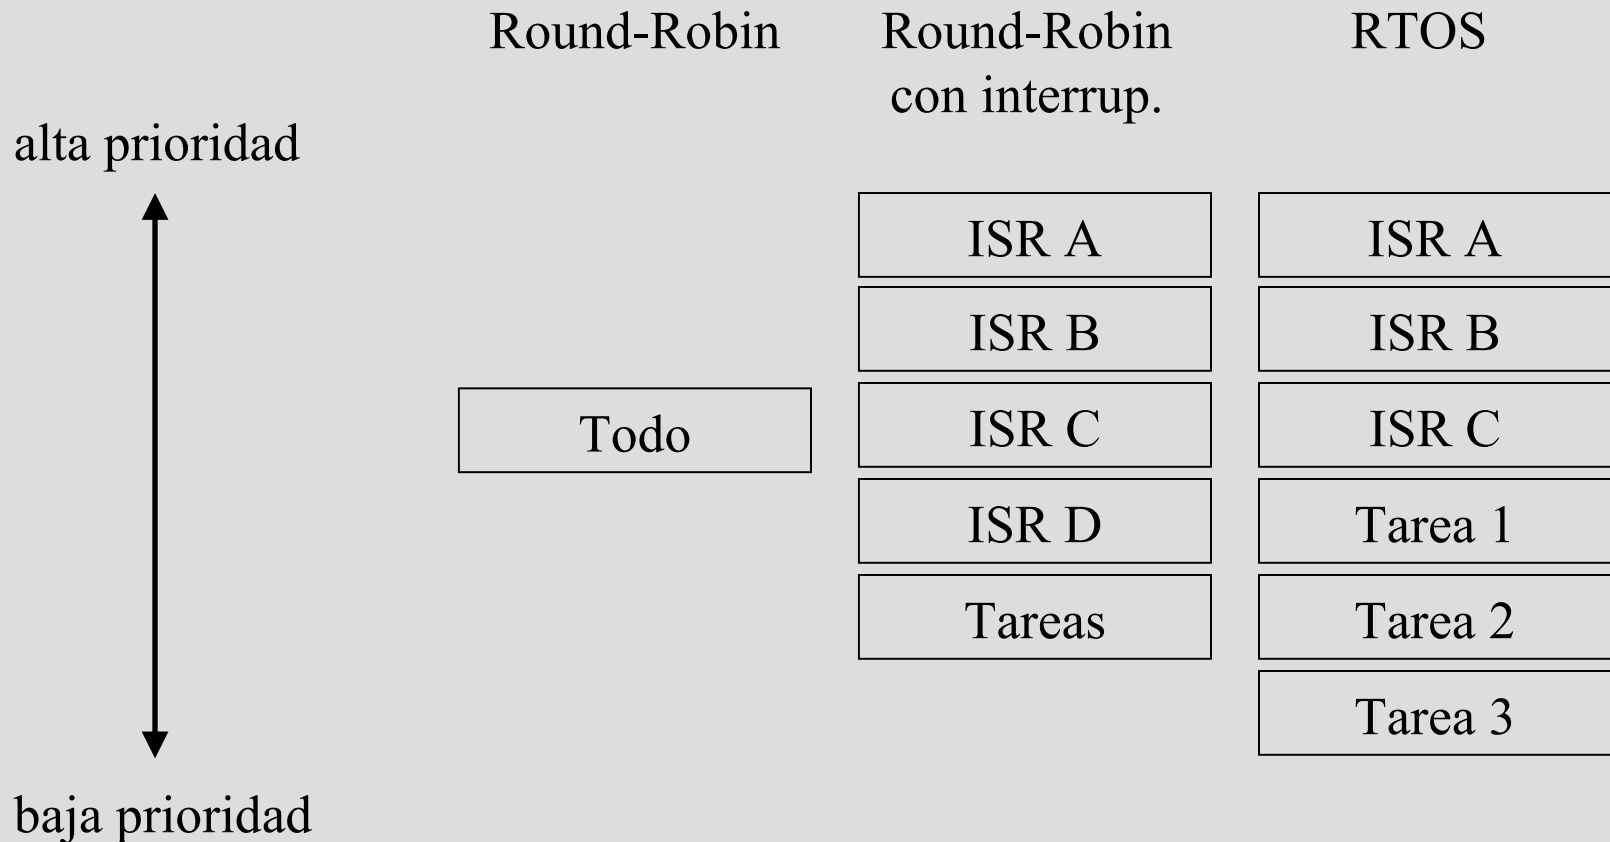 Round-Robin
Round-Robin
con interrup.
RTOS
alta prioridad
baja prioridad
Todo
ISR A
ISR B
ISR C
ISR D
Tareas
ISR A
ISR B
ISR C
Tarea 1
Tarea 2
Tarea 3